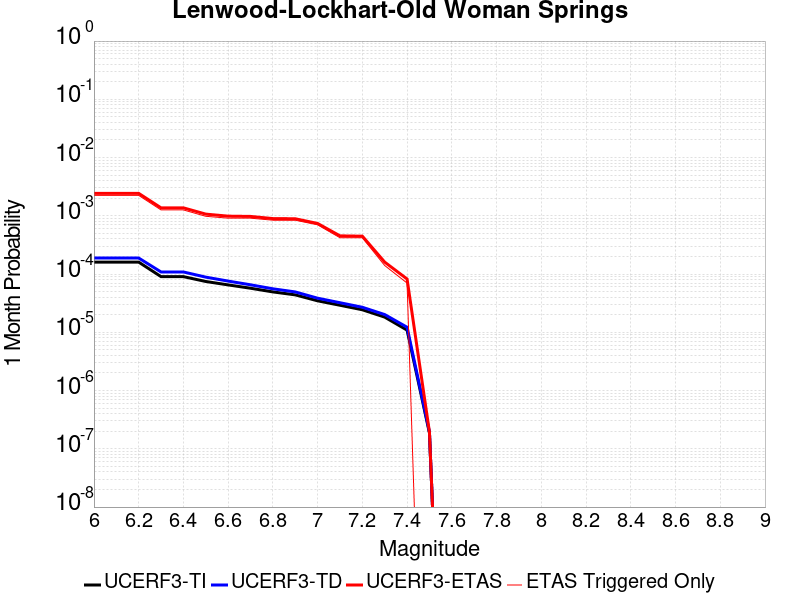 Lenwood-Lockhart-Old Woman Springs
10^0
10^-1
10^-2
10^-3
10^-4
10^-5
10^-6
10^-7
10^-8
1 Month Probability
6 6.2 6.4 6.6 6.8 7 7.2 7.4 7.6 7.8 8 8.2 8.4 8.6 8.8 9
Magnitude
UCERF3-TI UCERF3-TD UCERF3-ETAS ETAS Triggered Only